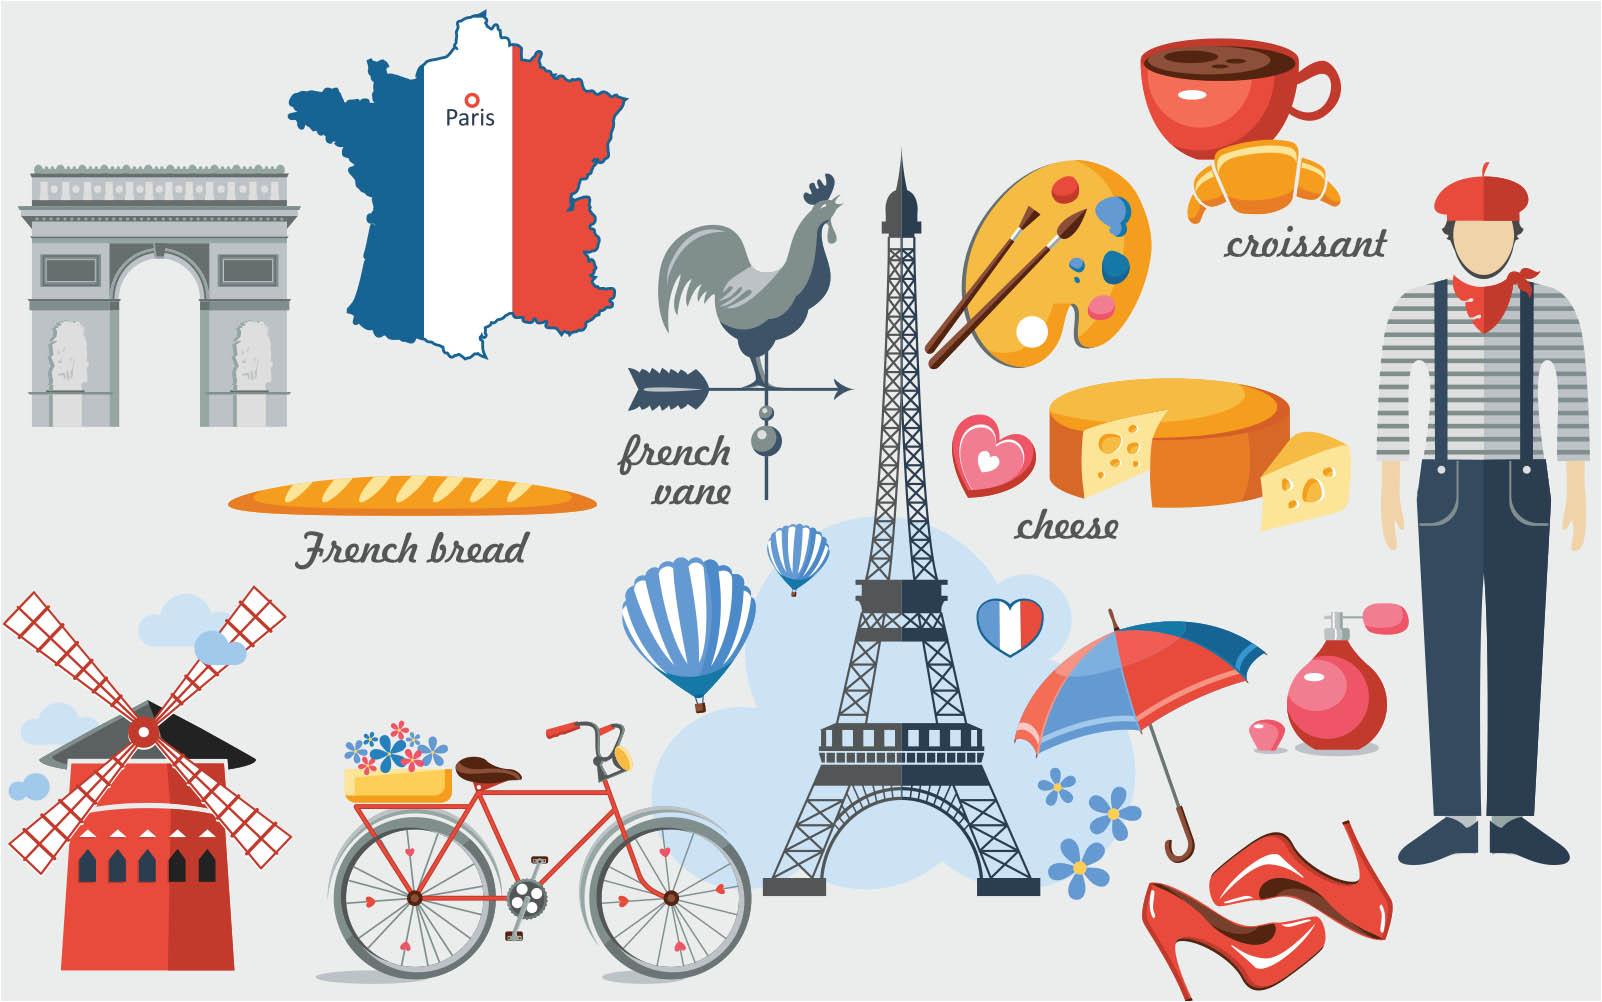 Paris
croissant
french
vane
cheese
French bread